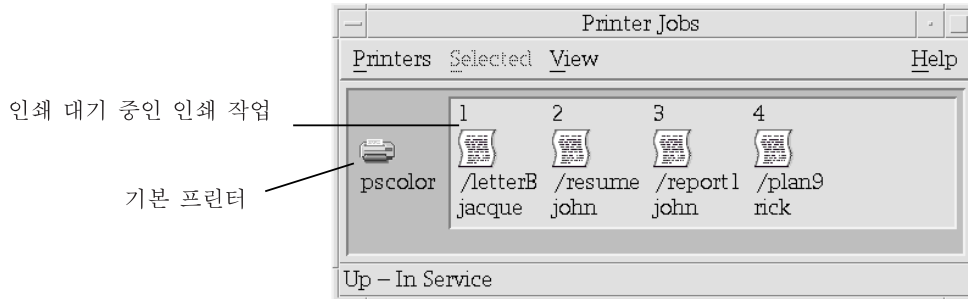 Printer Jobs
Printers Selected View Help
인쇄 대기 중인 인쇄 작업
1 2 3 4
기본 프린터
pscolor
/letterB /resume /report1 /plan9
jacque john john rick
Up – In Service